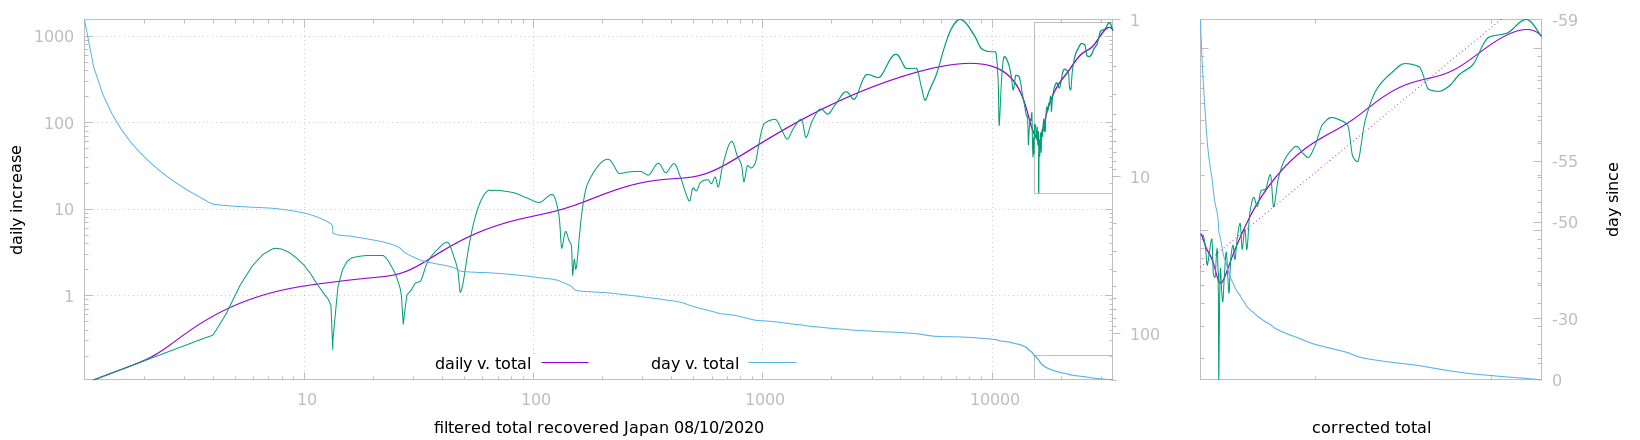 1000
100
10
1
daily increase
10
100
1000
10000
1
10
100
daily v. total
day v. total
filtered total recovered Japan 08/10/2020
-59
-55
-50
-30
0
day since
corrected total